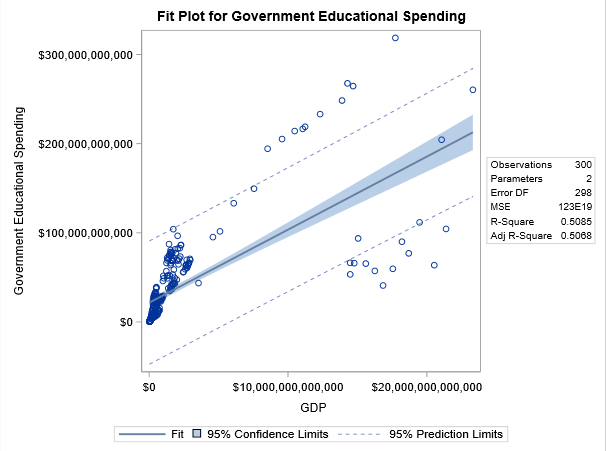 Fit Plot for Government Educational Spending
$300,000,000,000
$200,000,000,000
$100,000,000,000
$0
Government Educational Spending
$0
$10,000,000,000,000
$20,000,000,000,000
GDP
Observations 300
Parameters 2
Error DF 298
MSE 123E19
R-Square 0.5085
Adj R-Square 0.5068
Fit 95% Confidence Limits 95% Prediction Limits